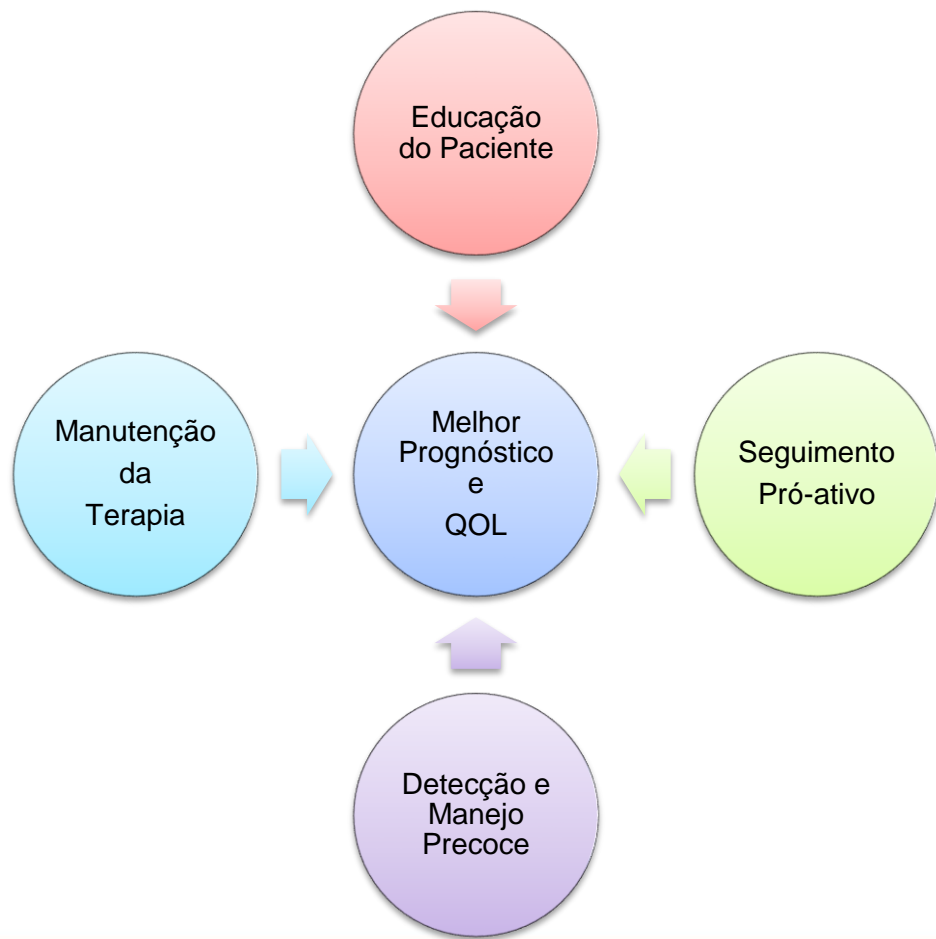 Educação
do Paciente
Manutenção
da
Terapia
Melhor
Prognóstico
e
QOL
Seguimento
Pró-ativo
Detecção e
Manejo
Precoce